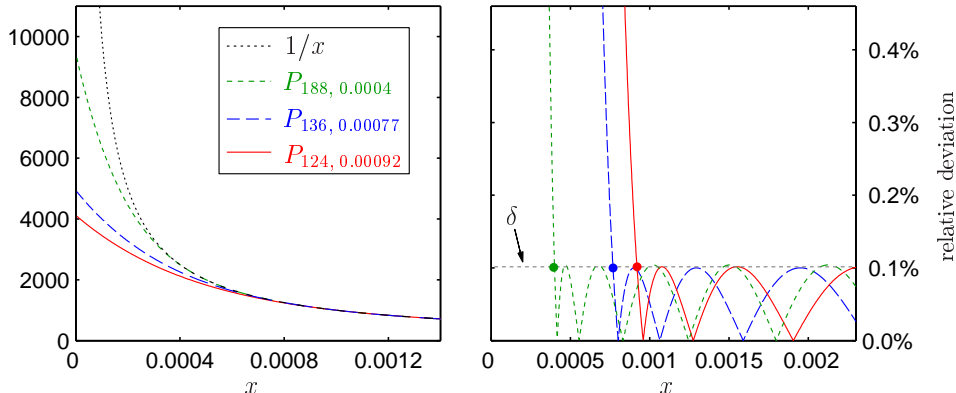 10000
8000
6000
4000
2000
0
0
0.0004
0.0008
0.0012
x
1/x
P188, 0.0004
P136, 0.00077
P124, 0.00092
δ
0.4%
0.3%
0.2%
0.1%
0.0%
0
0.0005
0.001
0.0015
0.002
x
relative deviation